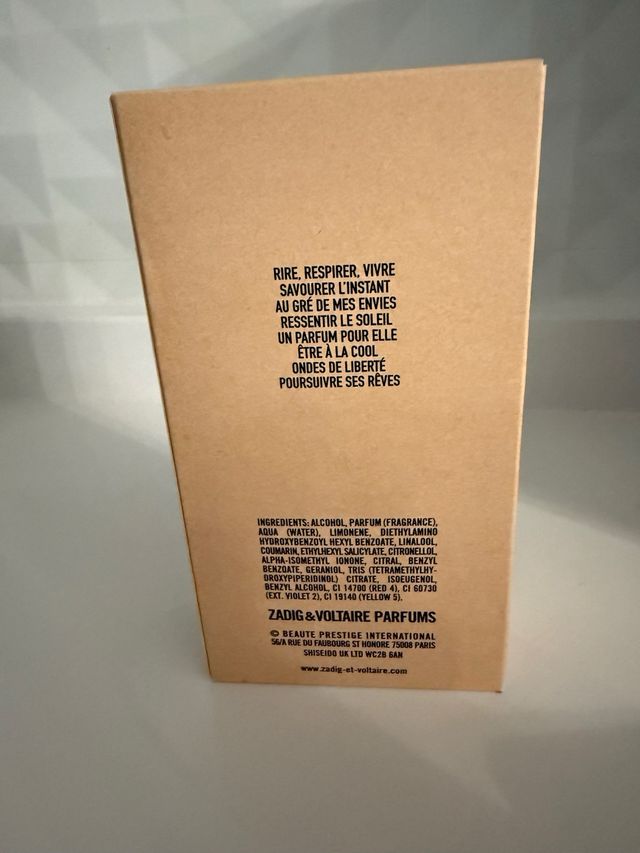 RIRE, RESPIRER, VIVRE
SAVOURER L'INSTANT
AU GRÉ DE MES ENVIES
RESSENTIR LE SOLEIL
UN PARFUM POUR ELLE
ÊTRE À LA COOL
ONDES DE LIBERTÉ
POURSUIVRE SES RÊVES
INGREDIENTS: ALCOHOL, PARFUM (FRAGRANCE),
AQUA (WATER), LIMONENE, DIETHYLAMINO
HYDROXYBENZOYL HEXYL BENZOATE, LINALOOL,
COUMARIN, ETHYLHEXYL SALICYLATE, CITRONELLOL,
ALPHA-ISOMETHYL IONONE, CITRAL, BENZYL
BENZOATE, GERANIOL, TRIS (TETRAMETHYLHY-
DROXYPIPERIDINOL) CITRATE, ISOEUGENOL,
BENZYL ALCOHOL, CI 14700 (RED 4), CI 60730
(EXT. VIOLET 2), CI 19140 (YELLOW 5).
ZADIG&VOLTAIRE PARFUMS
© BEAUTE PRESTIGE INTERNATIONAL
56/A RUE DU FAUBOURG ST HONORE 75008 PARIS
SHISEIDO UK LTD WC2B 6AN
www.zadig-et-voltaire.com